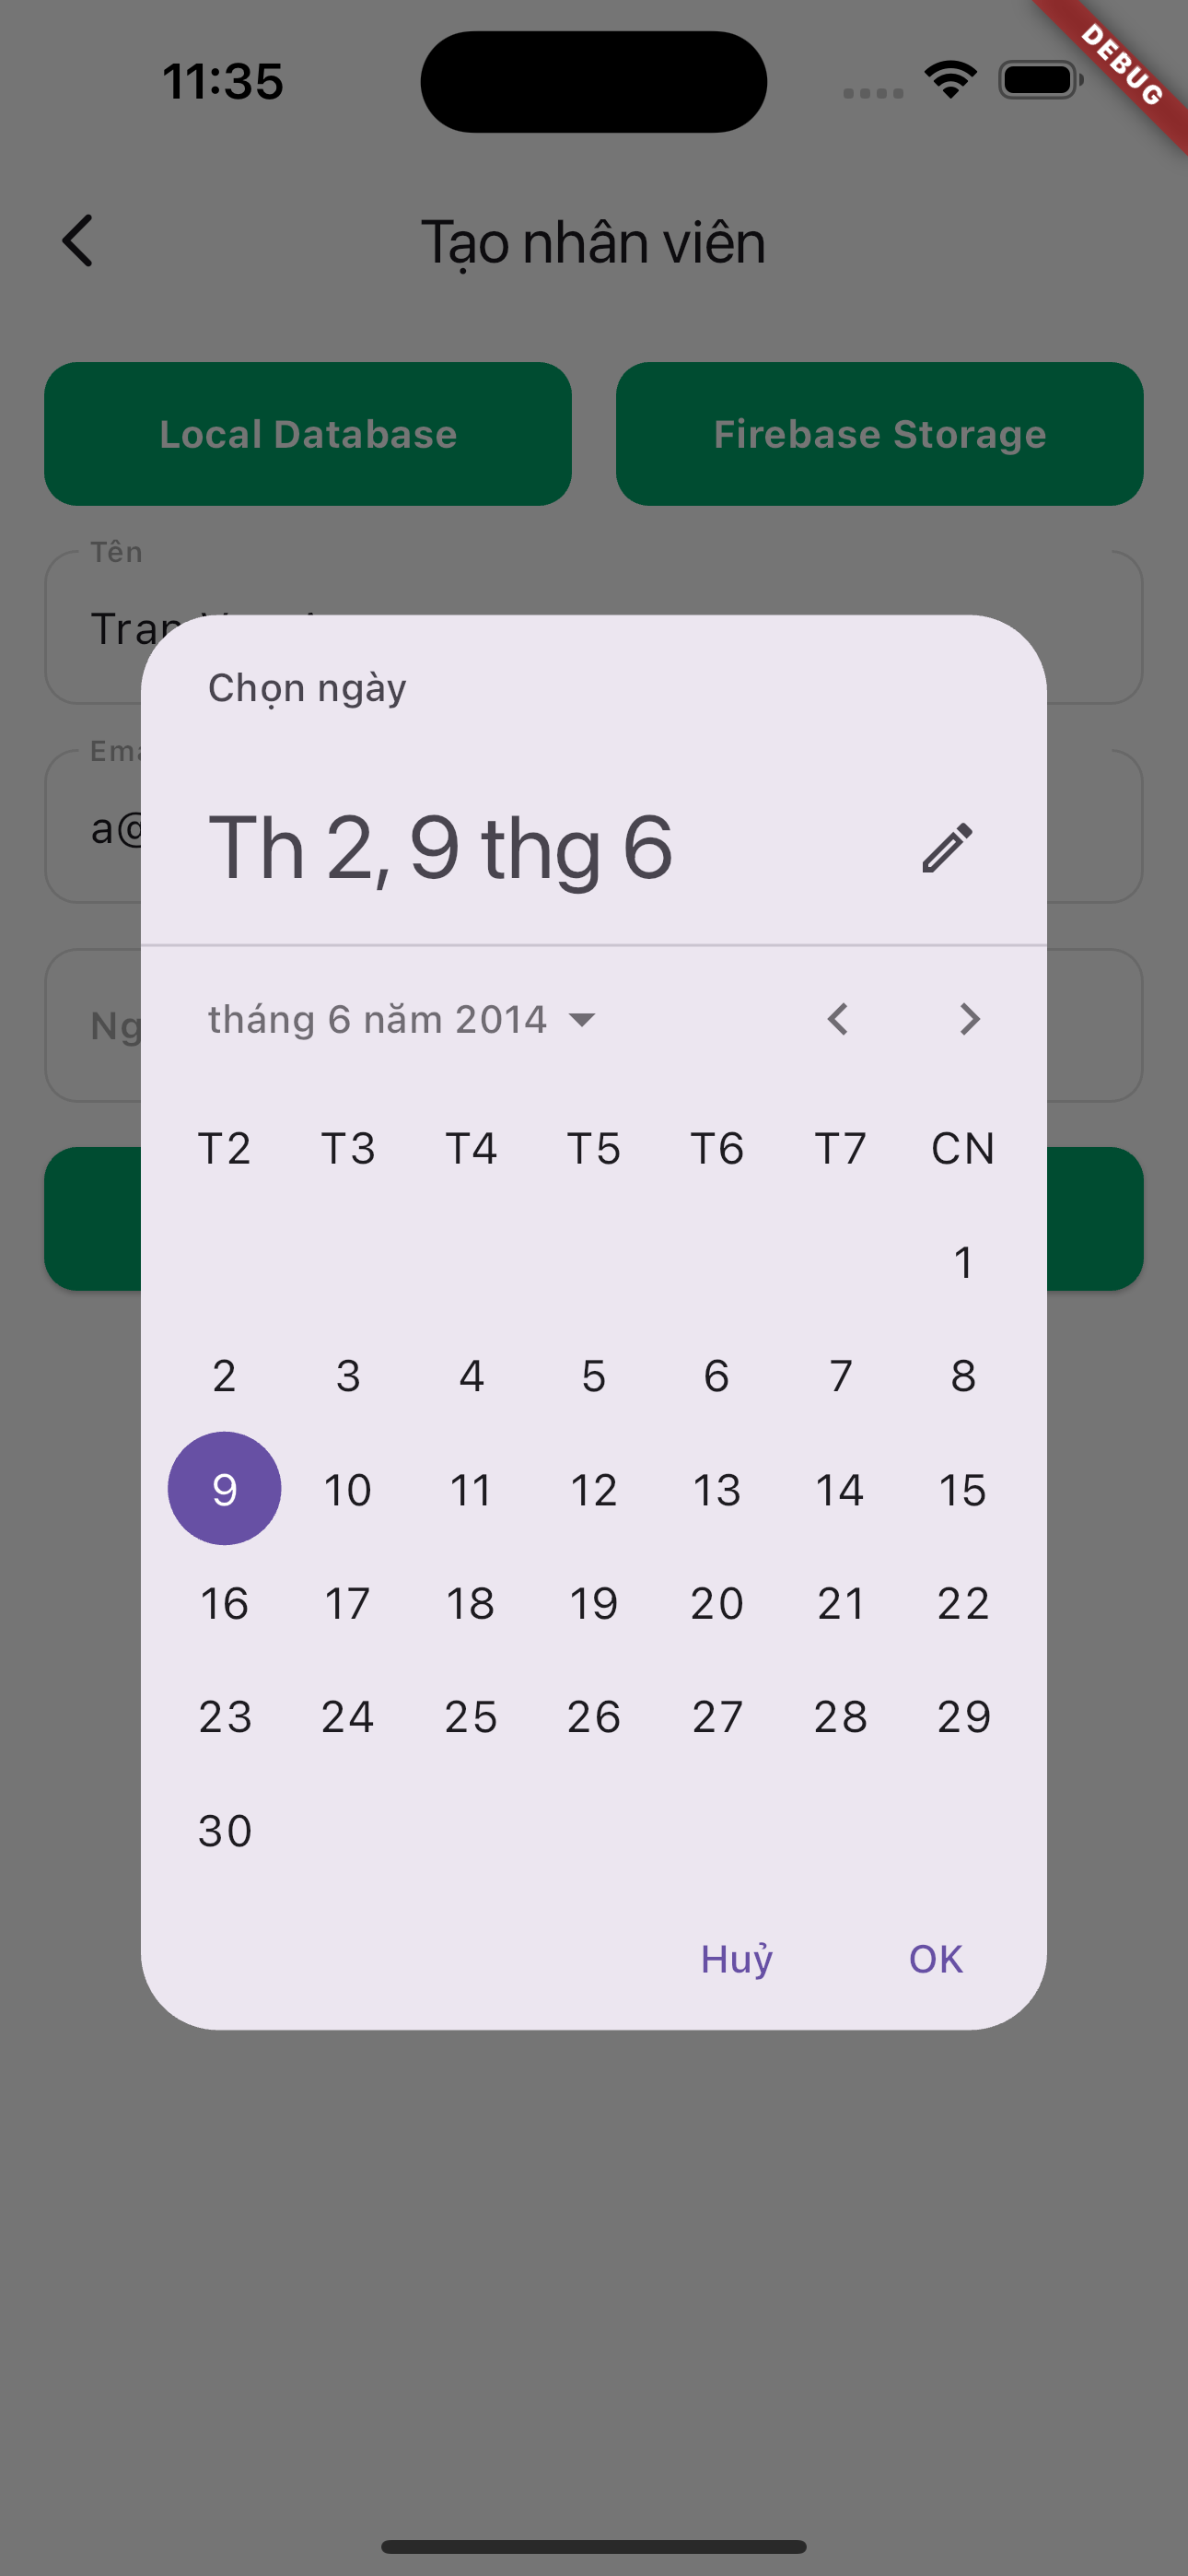 11:35
DEBUG
Tạo nhân viên
Local Database Firebase Storage
Tên
Chọn ngày
a@
Th 2, 9 thg 6
tháng 6 năm 2014
T2 T3 T4 T5 T6 T7 CN
1
2 3 4 5 6 7 8
9 10 11 12 13 14 15
16 17 18 19 20 21 22
23 24 25 26 27 28 29
30
Huỷ OK